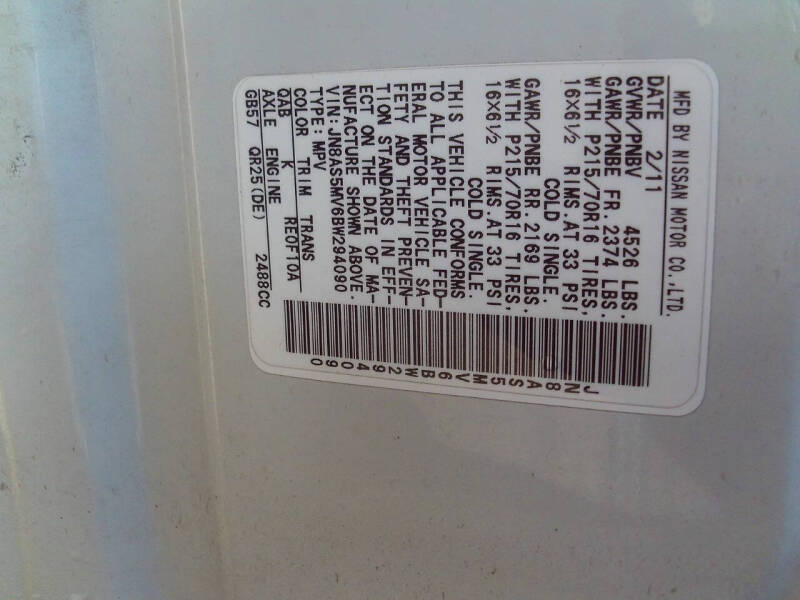 MFD BY NISSAN MOTOR CO.,LTD.
DATE 2/11
GVWR/PNBV 4526 LBS.
GAWR/PNBE FR.2374 LBS.
WITH P215/70R16 TIRES,
16X6½ RIMS.AT 33 PSI
COLD SINGLE.
GAWR/PNBE RR.2169 LBS.
WITH P215/70R16 TIRES,
16X6½ RIMS.AT 33 PSI
COLD SINGLE.
THIS VEHICLE CONFORMS
TO ALL APPLICABLE FED-
ERAL MOTOR VEHICLE SA-
FETY AND THEFT PREVEN-
TION STANDARDS IN EFF-
ECT ON THE DATE OF MA-
NUFACTURE SHOWN ABOVE.
VIN: JN8AS5MV6BW294090
TYPE: MPV
COLOR TRIM TRANS
QAB K RE0F10A
AXLE ENGINE
GB57 QR25(DE) 2488CC
JN8AS5MV6BW294090